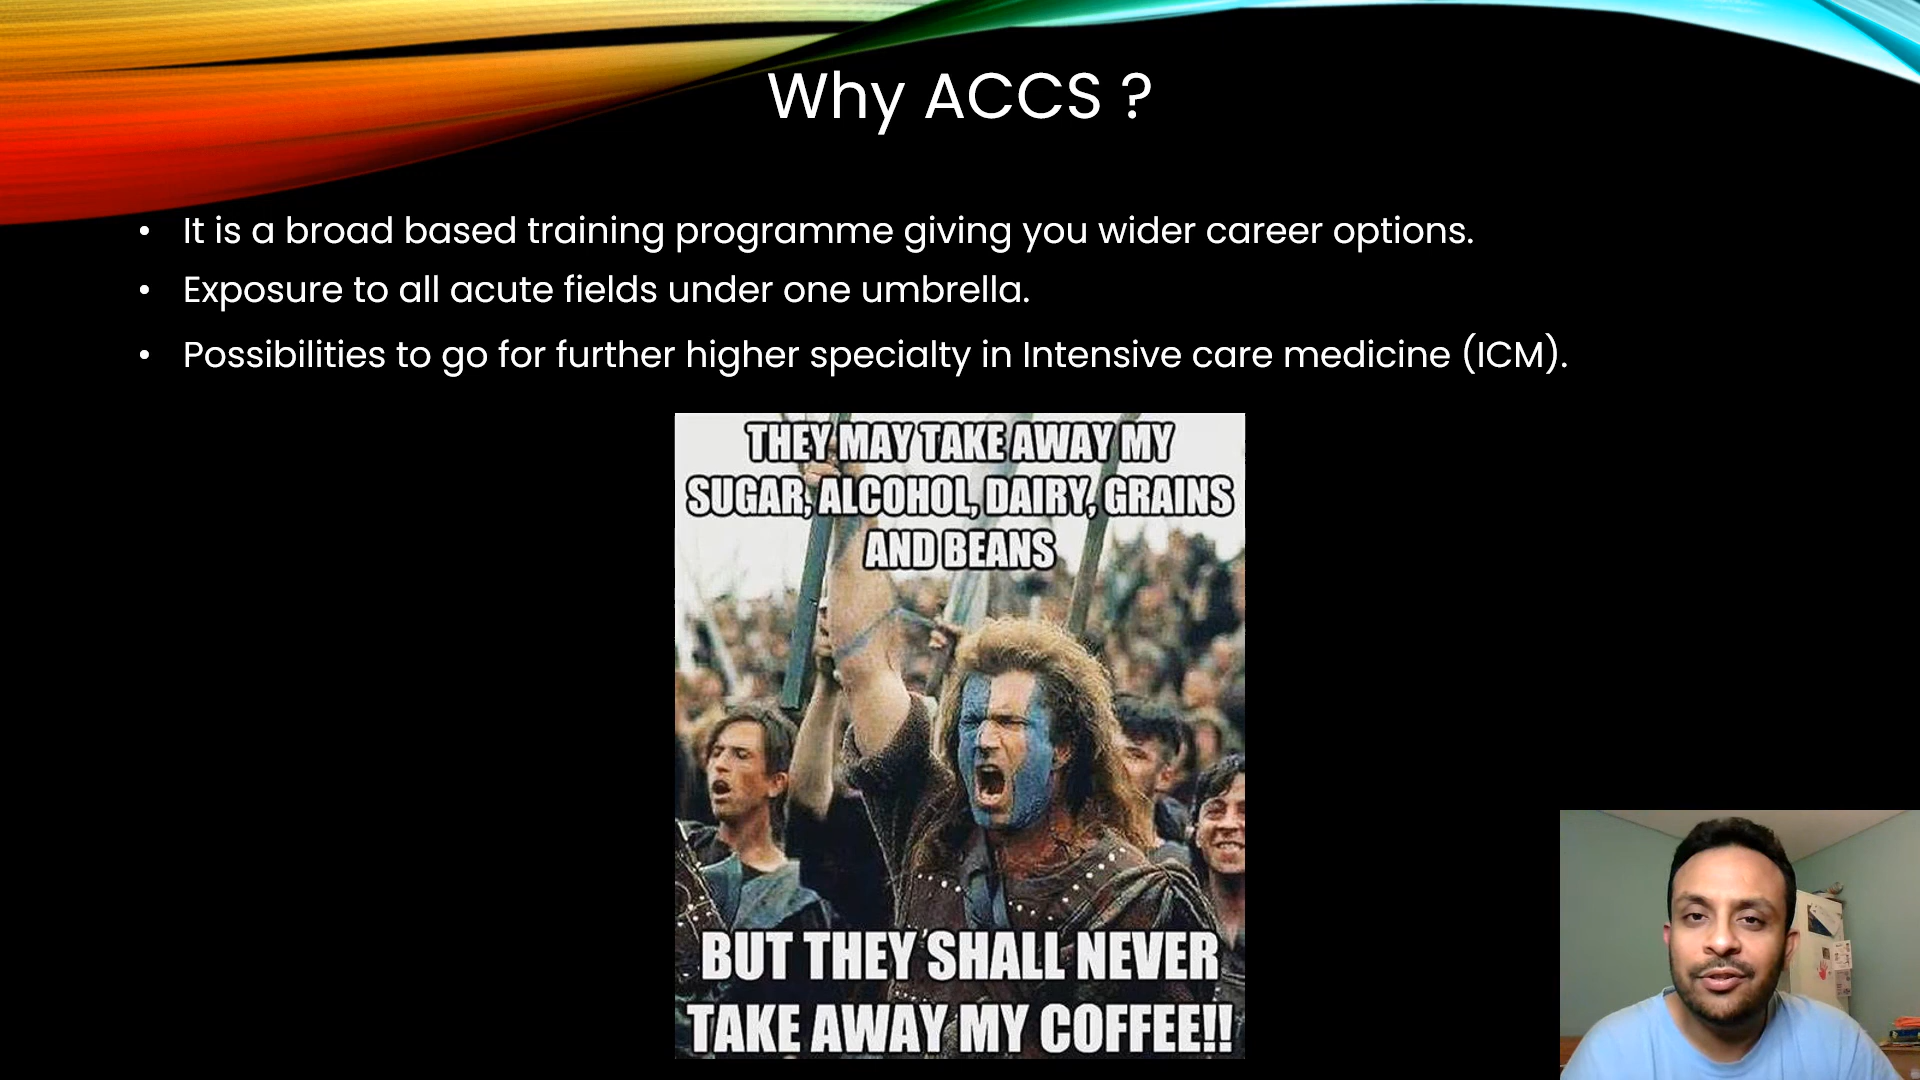 Why ACCS ?
• It is a broad based training programme giving you wider career options.
• Exposure to all acute fields under one umbrella.
• Possibilities to go for further higher specialty in Intensive care medicine (ICM).
THEY MAY TAKE AWAY MY
SUGAR, ALCOHOL, DAIRY, GRAINS
AND BEANS
BUT THEY SHALL NEVER
TAKE AWAY MY COFFEE!!